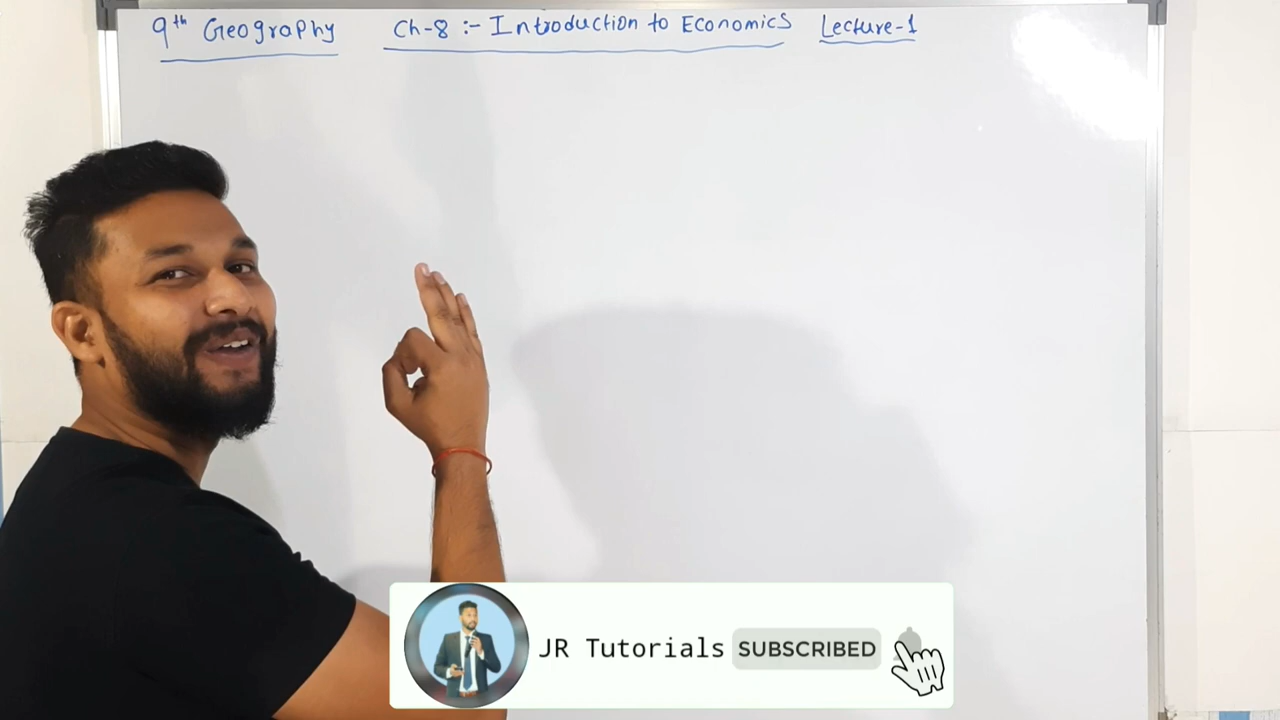 9th Geography Ch-8 :- Introduction to Economics Lecture-1
JR Tutorials SUBSCRIBED